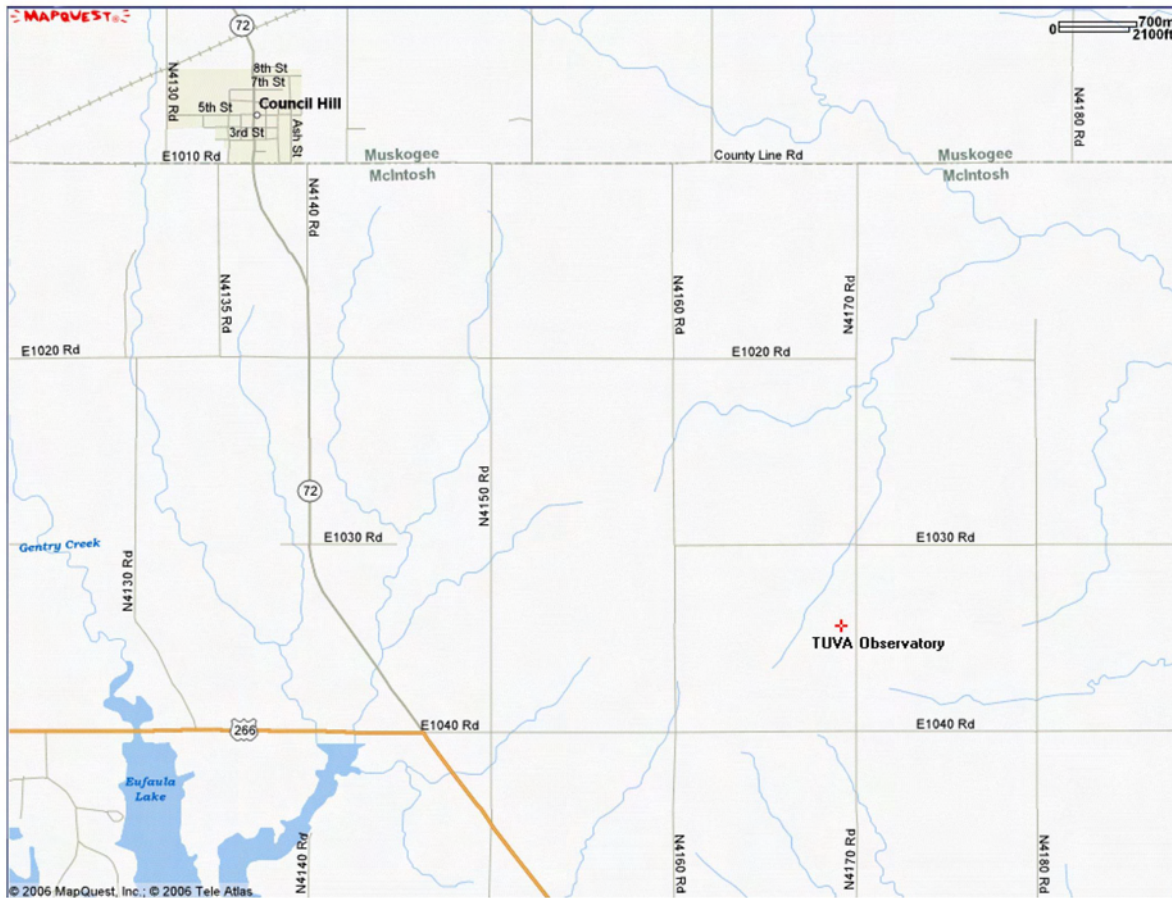 MAPQUEST®
72
0 700m
2100ft
8th St
7th St
N4130 Rd
5th St
Council Hill
3rd St
Ash St
N4180 Rd
E1010 Rd
Muskogee
County Line Rd
Muskogee
McIntosh
McIntosh
N4140 Rd
N4135 Rd
N4160 Rd
N4170 Rd
E1020 Rd
E1020 Rd
72
N4150 Rd
E1030 Rd
E1030 Rd
Gentry Creek
N4130 Rd
TUVA Observatory
266
E1040 Rd
E1040 Rd
Eufaula
Lake
N4140 Rd
N4160 Rd
N4170 Rd
N4180 Rd
© 2006 MapQuest, Inc.; © 2006 Tele Atlas